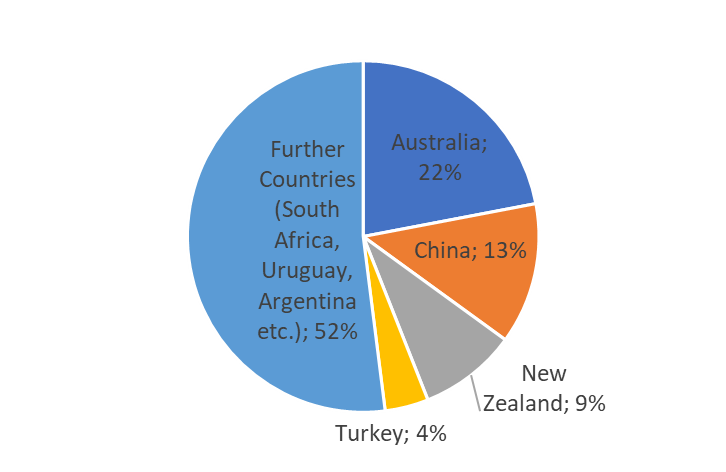 Australia;
22%
China; 13%
New
Zealand; 9%
Turkey; 4%
Further
Countries
(South
Africa,
Uruguay,
Argentina
etc.); 52%